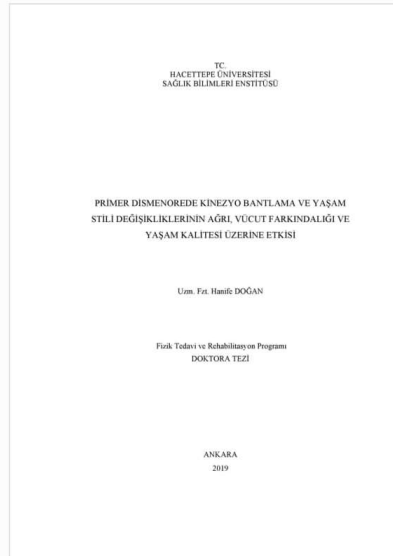 TC.
HACETTEPE ÜNİVERSİTESİ
SAĞLIK BİLİMLERİ ENSTİTÜSÜ
PRİMER DİSMENOREDE KİNEZYO BANTLAMA VE YAŞAM
STİLİ DEĞİŞİKLİKLERİNİN AĞRI, VÜCUT FARKINDALIĞI VE
YAŞAM KALİTESİ ÜZERİNE ETKİSİ
Uzm. Fzt. Hanife DOĞAN
Fizik Tedavi ve Rehabilitasyon Programı
DOKTORA TEZİ
ANKARA
2019